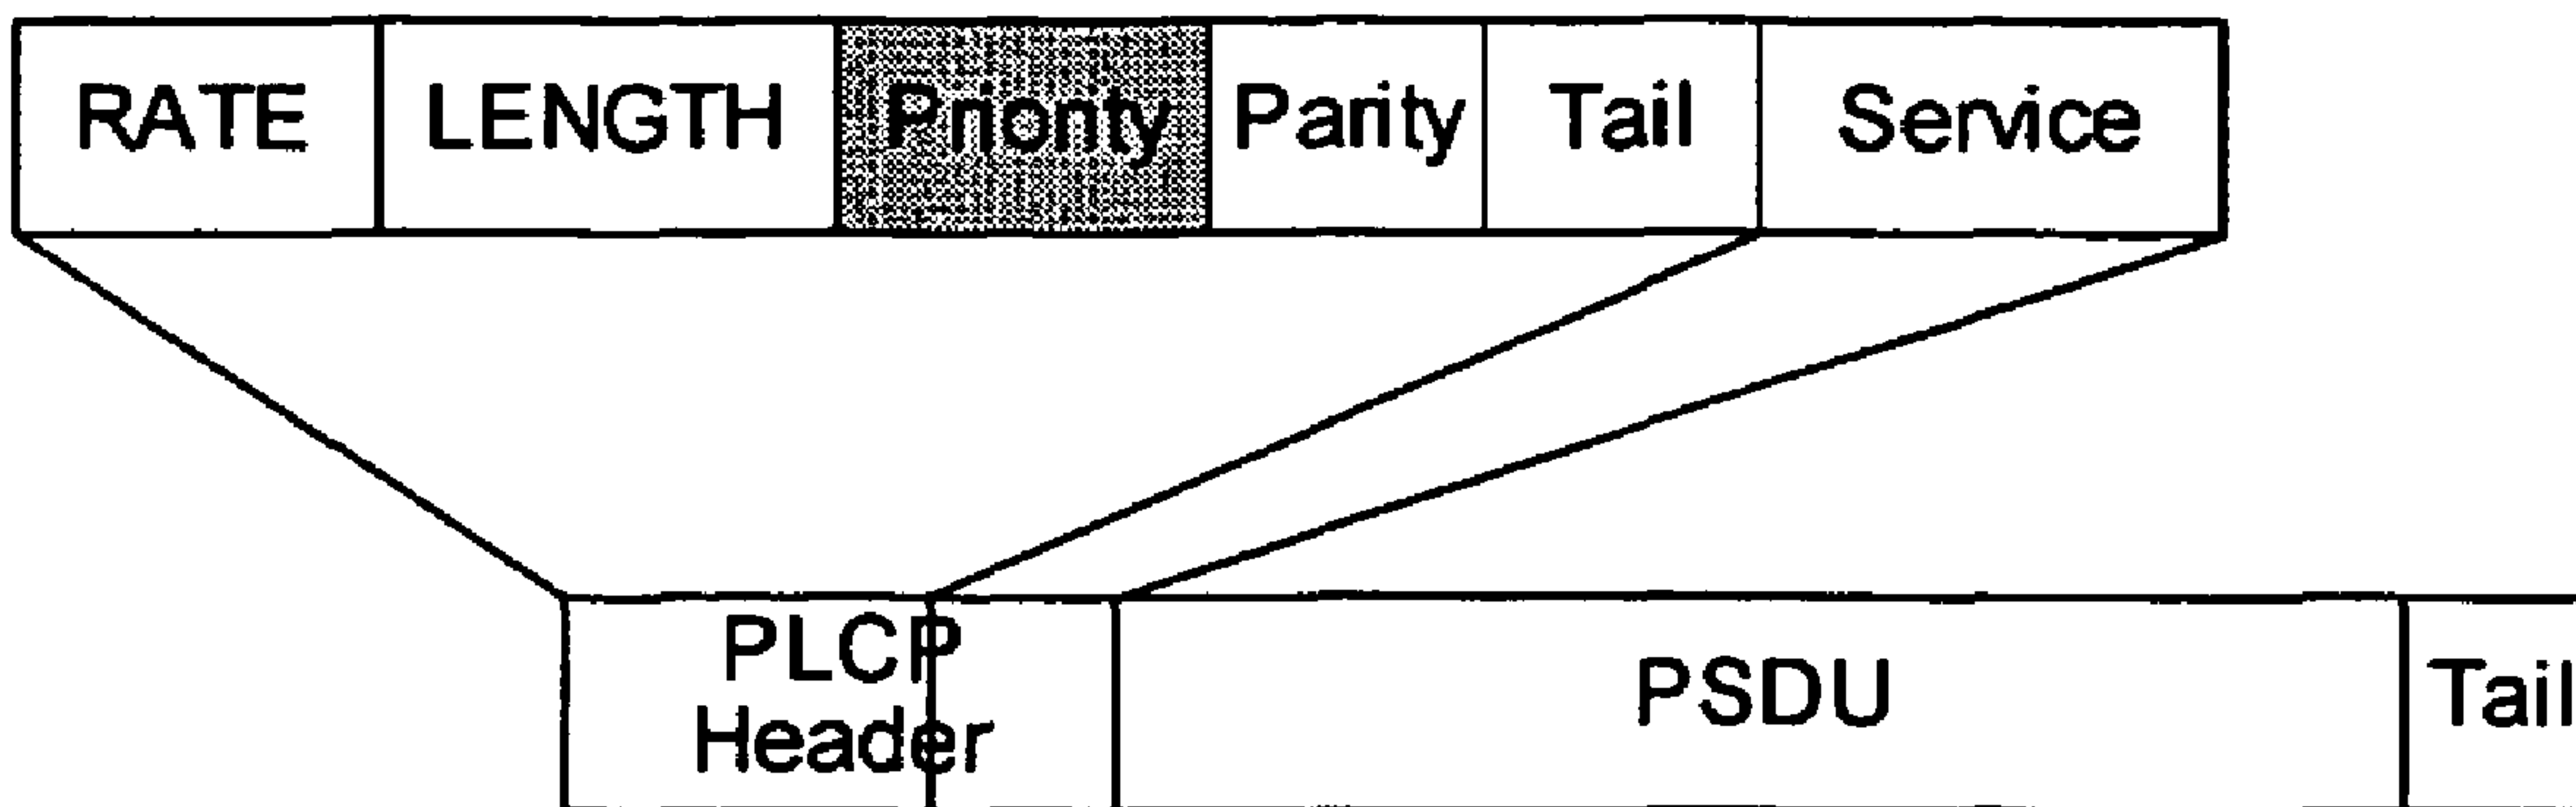 RATE LENGTH Priority Parity Tail Service
PLCP
Header
PSDU
Tail